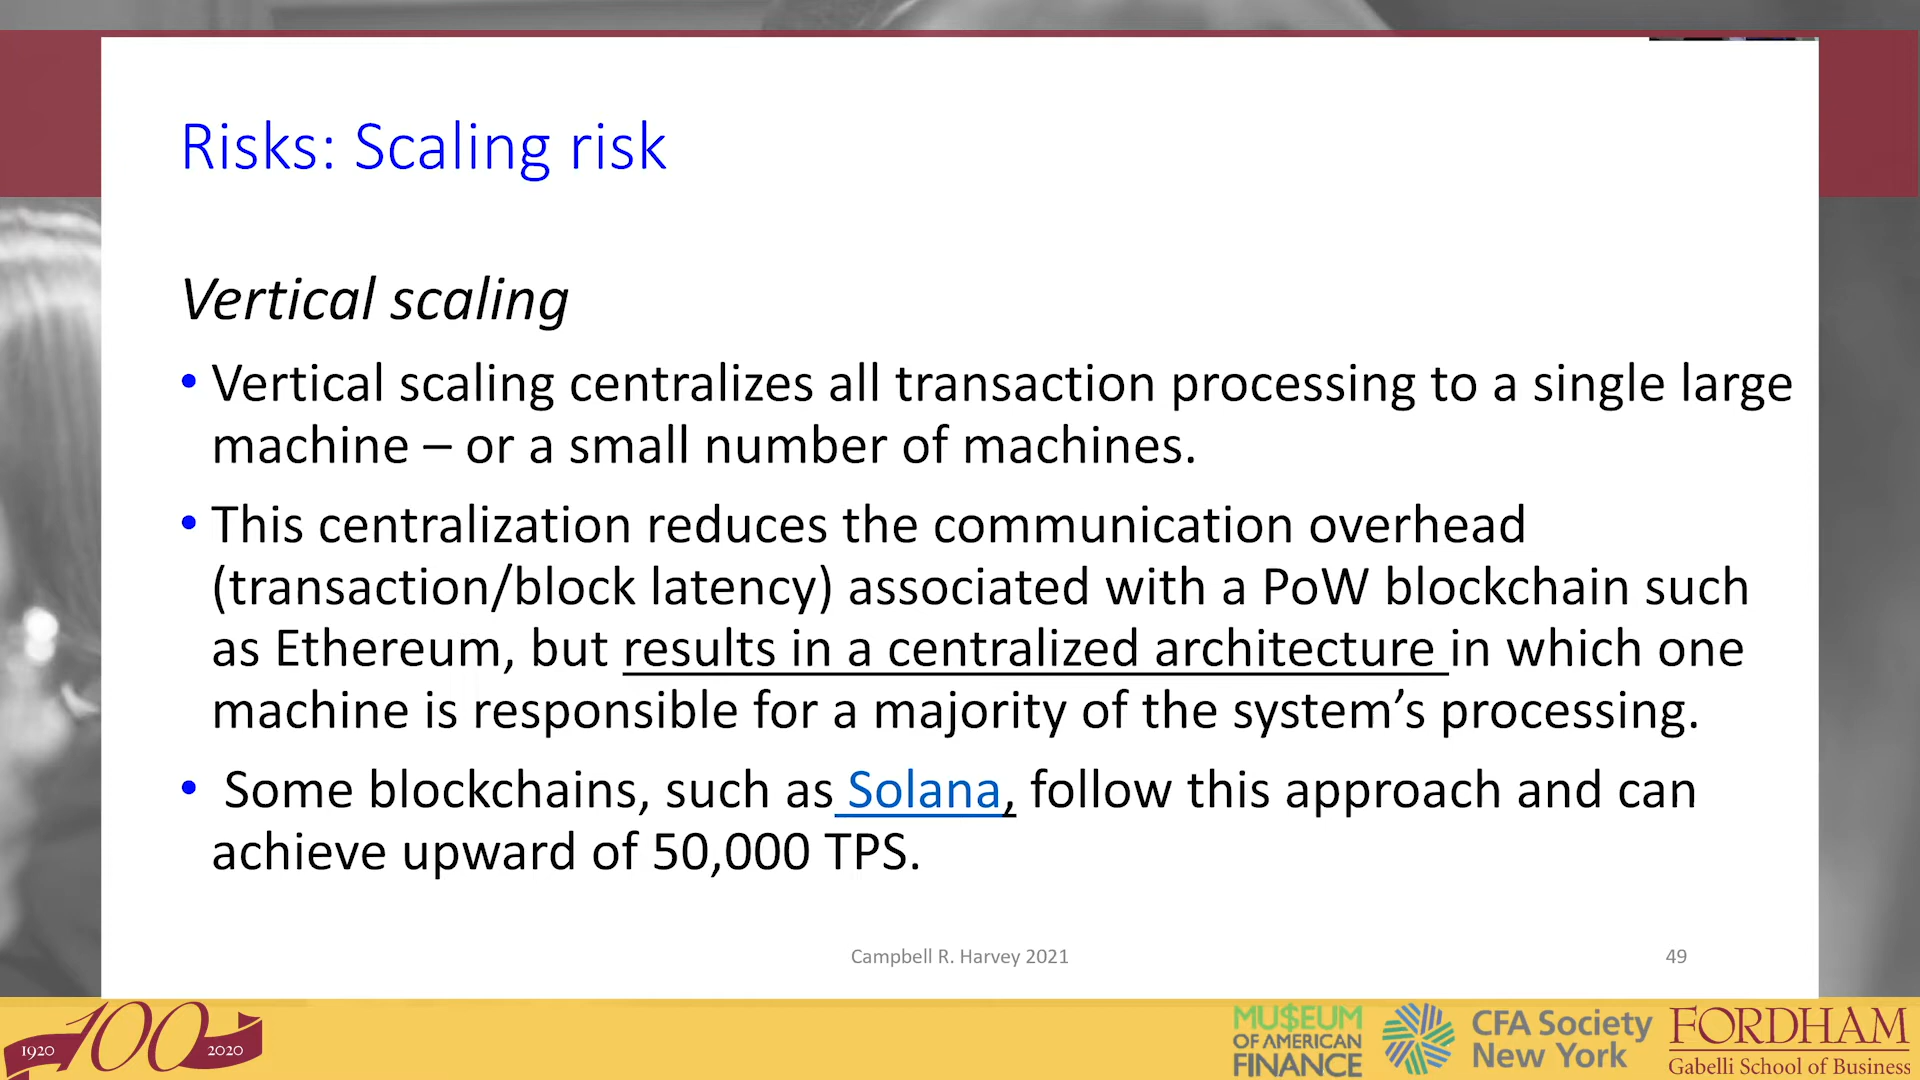 Risks: Scaling risk
Vertical scaling
• Vertical scaling centralizes all transaction processing to a single large
machine – or a small number of machines.
• This centralization reduces the communication overhead
(transaction/block latency) associated with a PoW blockchain such
as Ethereum, but results in a centralized architecture in which one
machine is responsible for a majority of the system’s processing.
• Some blockchains, such as Solana, follow this approach and can
achieve upward of 50,000 TPS.
Campbell R. Harvey 2021
49
1920 100 2020
MU$EUM
OF AMERICAN
FINANCE
CFA Society
New York
FORDHAM
Gabelli School of Business